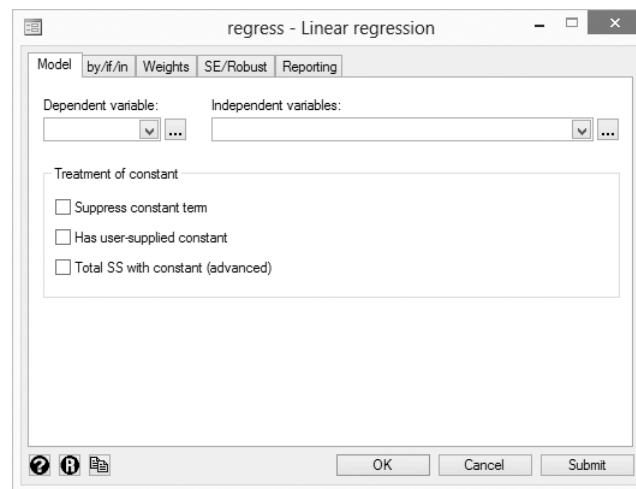 regress - Linear regression
Model by/if/in Weights SE/Robust Reporting
Dependent variable: Independent variables:
... ...
Treatment of constant
Suppress constant term
Has user-supplied constant
Total SS with constant (advanced)
? R OK Cancel Submit